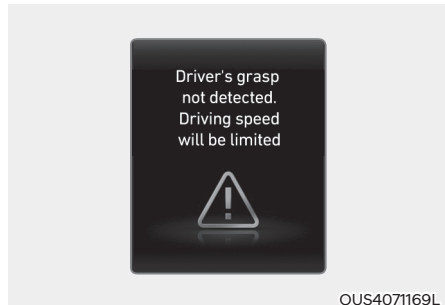 Driver's grasp
not detected.
Driving speed
will be limited
OUS4071169L